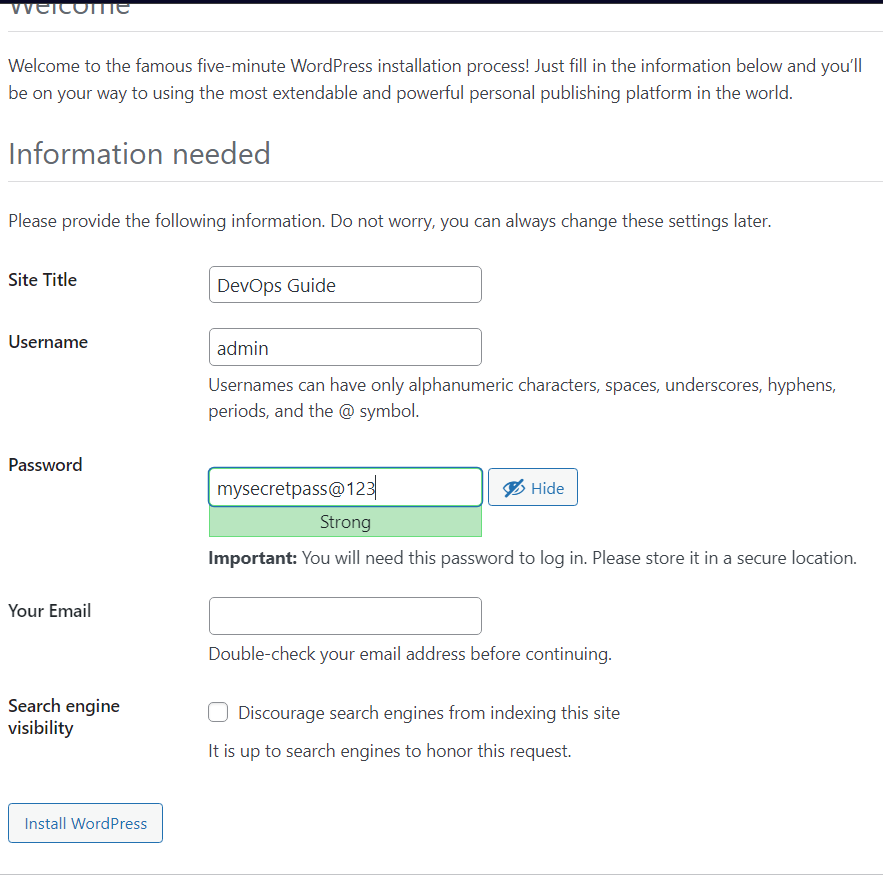 Welcome
Welcome to the famous five-minute WordPress installation process! Just fill in the information below and you'll
be on your way to using the most extendable and powerful personal publishing platform in the world.
Information needed
Please provide the following information. Do not worry, you can always change these settings later.
Site Title
DevOps Guide
Username
admin
Usernames can have only alphanumeric characters, spaces, underscores, hyphens,
periods, and the @ symbol.
Password
mysecretpass@123
Hide
Strong
Important: You will need this password to log in. Please store it in a secure location.
Your Email
Double-check your email address before continuing.
Search engine
visibility
Discourage search engines from indexing this site
It is up to search engines to honor this request.
Install WordPress